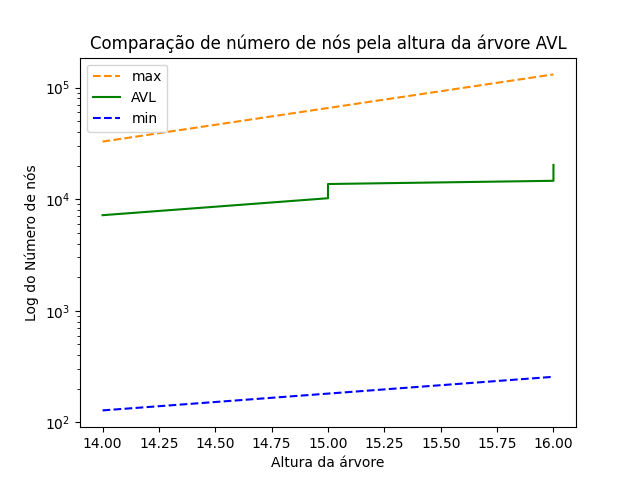 Comparação de número de nós pela altura da árvore AVL
max
AVL
min
10^5
10^4
10^3
10^2
Log do Número de nós
14.00 14.25 14.50 14.75 15.00 15.25 15.50 15.75 16.00
Altura da árvore